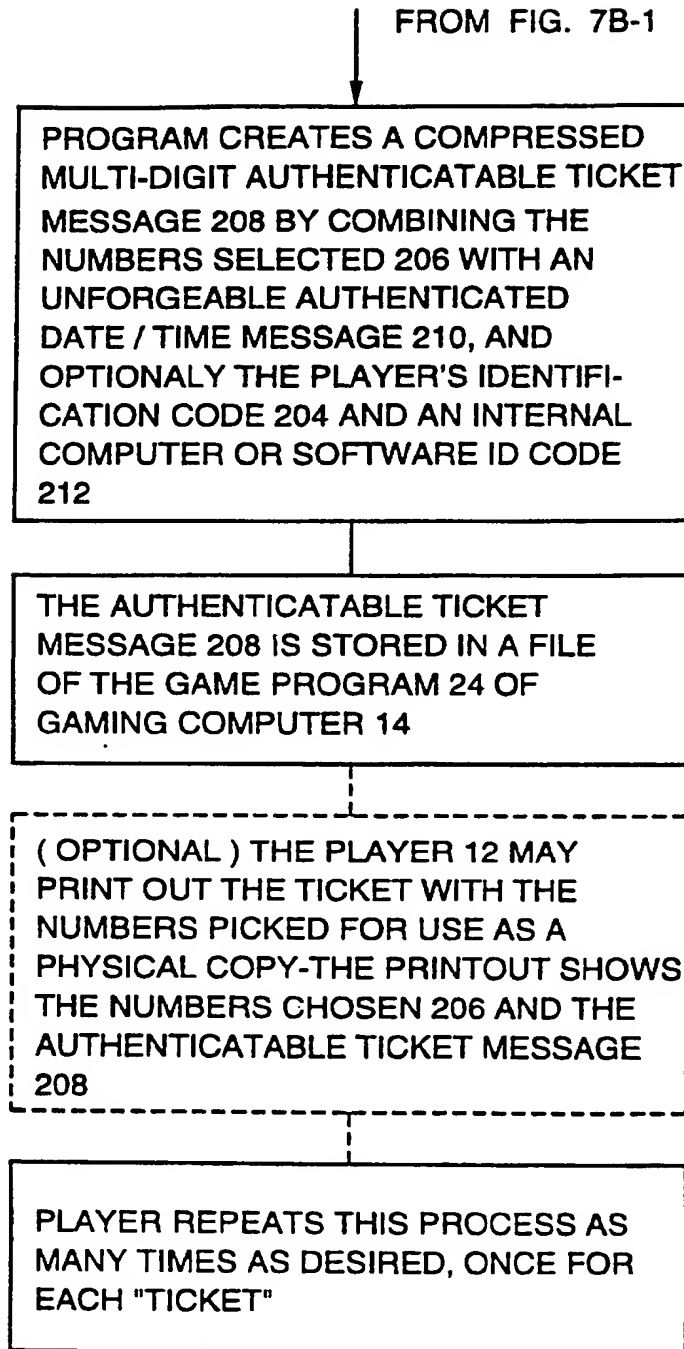 FROM FIG. 7B-1
PROGRAM CREATES A COMPRESSED
MULTI-DIGIT AUTHENTICATABLE TICKET
MESSAGE 208 BY COMBINING THE
NUMBERS SELECTED 206 WITH AN
UNFORGEABLE AUTHENTICATED
DATE / TIME MESSAGE 210, AND
OPTIONALY THE PLAYER'S IDENTIFI-
CATION CODE 204 AND AN INTERNAL
COMPUTER OR SOFTWARE ID CODE
212
THE AUTHENTICATABLE TICKET
MESSAGE 208 IS STORED IN A FILE
OF THE GAME PROGRAM 24 OF
GAMING COMPUTER 14
( OPTIONAL ) THE PLAYER 12 MAY
PRINT OUT THE TICKET WITH THE
NUMBERS PICKED FOR USE AS A
PHYSICAL COPY-THE PRINTOUT SHOWS
THE NUMBERS CHOSEN 206 AND THE
AUTHENTICATABLE TICKET MESSAGE
208
PLAYER REPEATS THIS PROCESS AS
MANY TIMES AS DESIRED, ONCE FOR
EACH "TICKET"